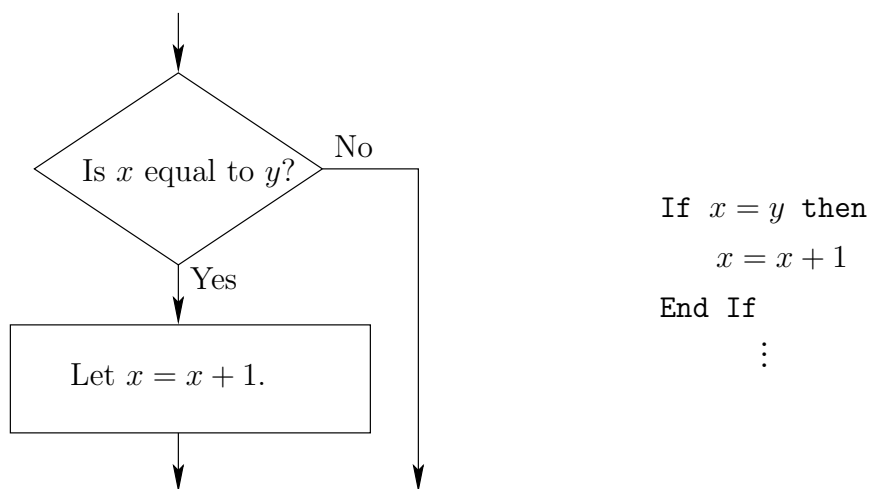 No
Is x equal to y?
Yes
Let x = x + 1.
If x = y then
x = x + 1
End If
⋮